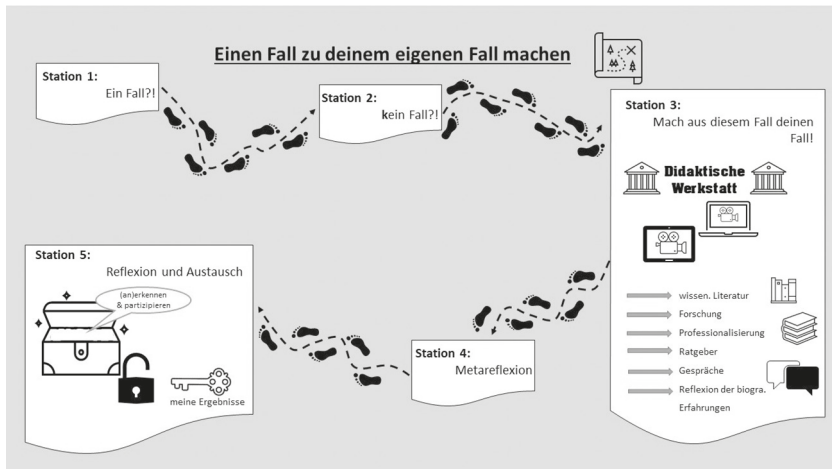 Einen Fall zu deinem eigenen Fall machen
Station 1:
Ein Fall?!
Station 2:
kein Fall?!
Station 3:
Mach aus diesem Fall deinen
Fall!
Didaktische
Werkstatt
wissen. Literatur
Forschung
Professionalisierung
Ratgeber
Gespräche
Reflexion der biogra.
Erfahrungen
Station 4:
Metareflexion
Station 5:
Reflexion und Austausch
(an)erkennen
& partizipieren
meine Ergebnisse